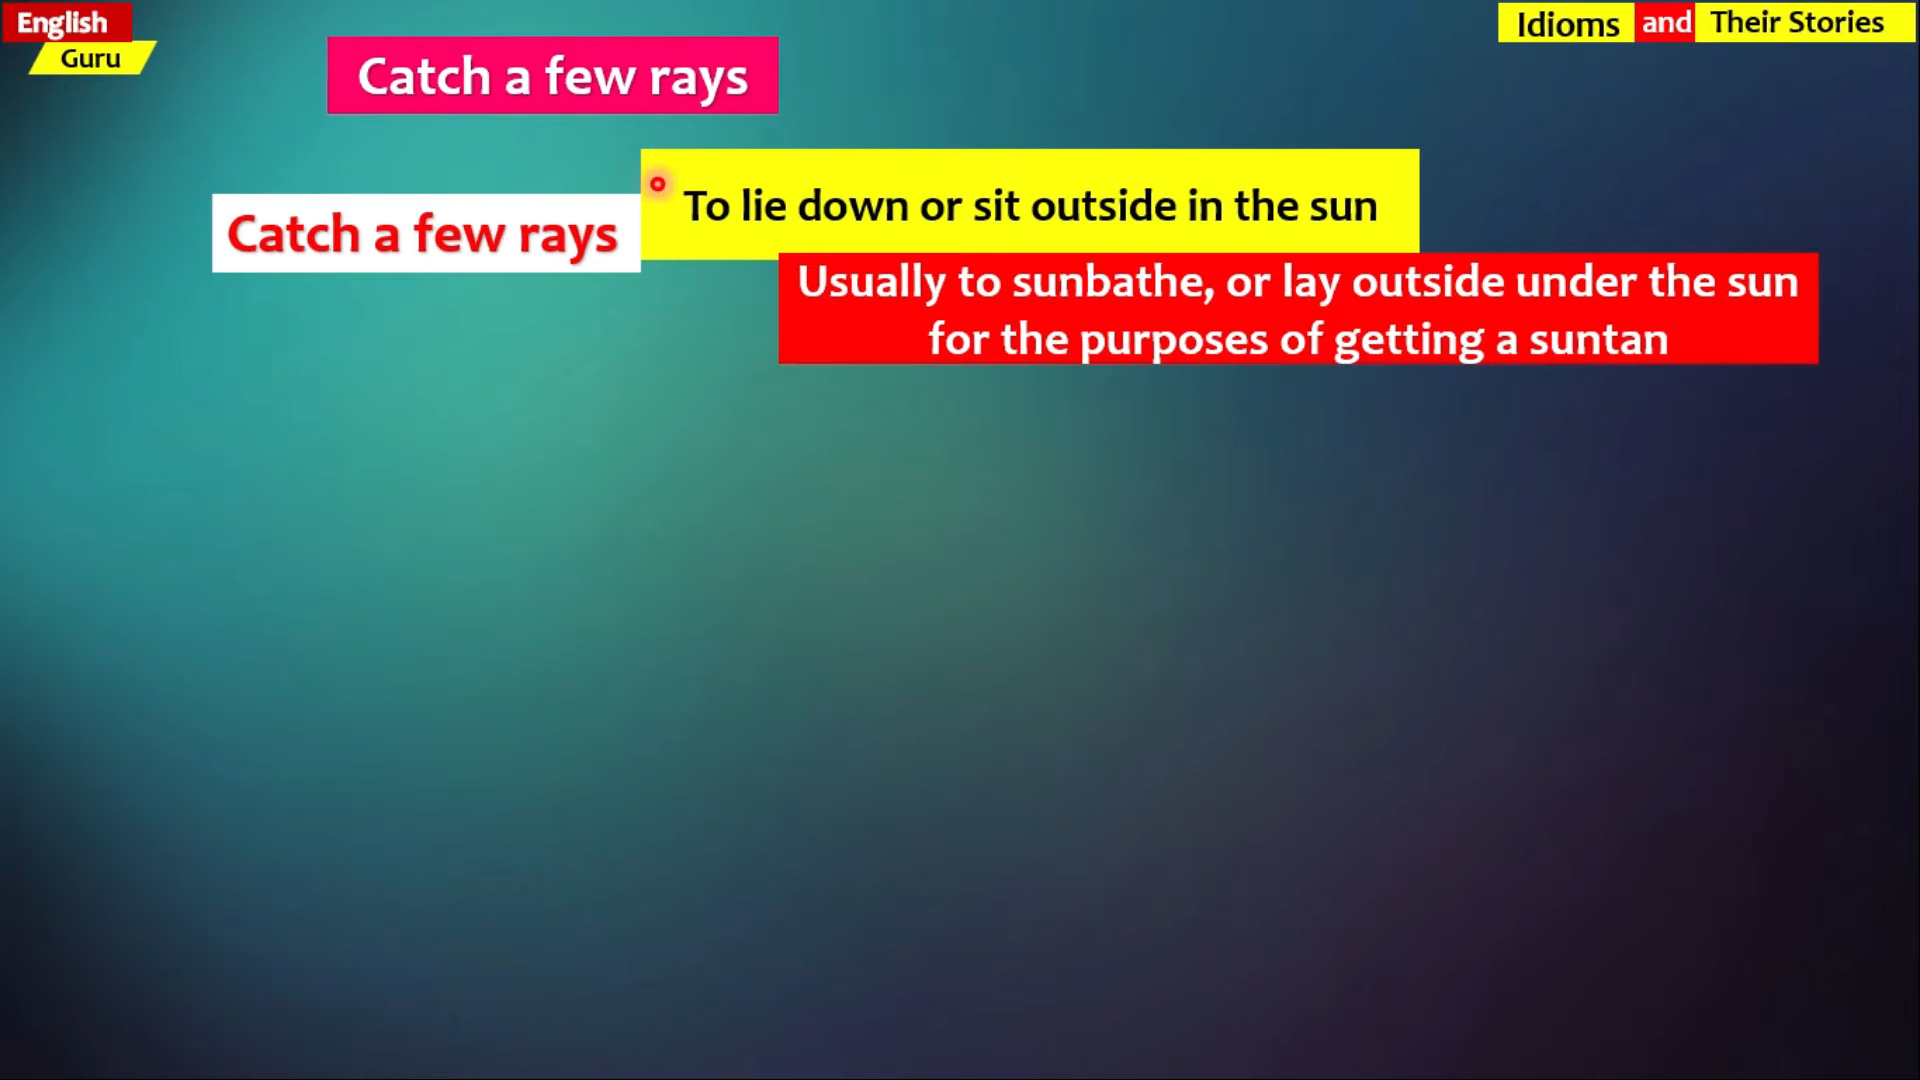 English
Guru
Idioms and Their Stories
Catch a few rays
Catch a few rays
To lie down or sit outside in the sun
Usually to sunbathe, or lay outside under the sun
for the purposes of getting a suntan